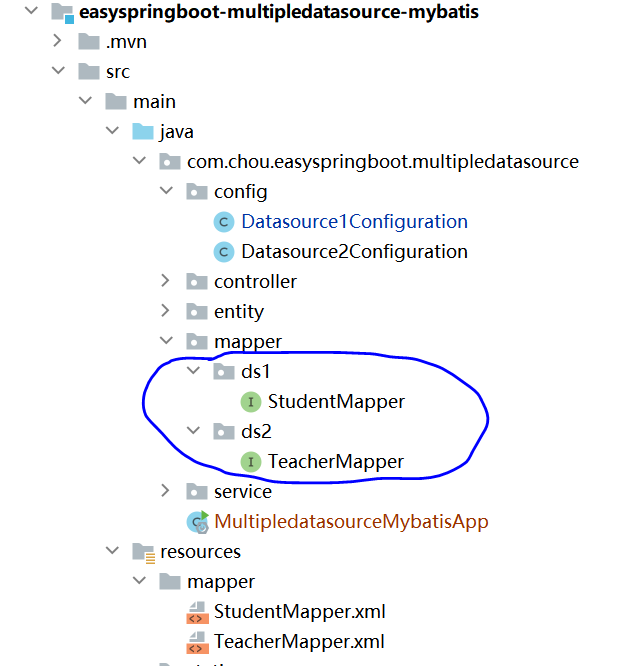 easyspringboot-multipledatasource-mybatis
.mvn
src
main
java
com.chou.easyspringboot.multipledatasource
config
Datasource1Configuration
Datasource2Configuration
controller
entity
mapper
ds1
StudentMapper
ds2
TeacherMapper
service
MultipledatasourceMybatisApp
resources
mapper
StudentMapper.xml
TeacherMapper.xml